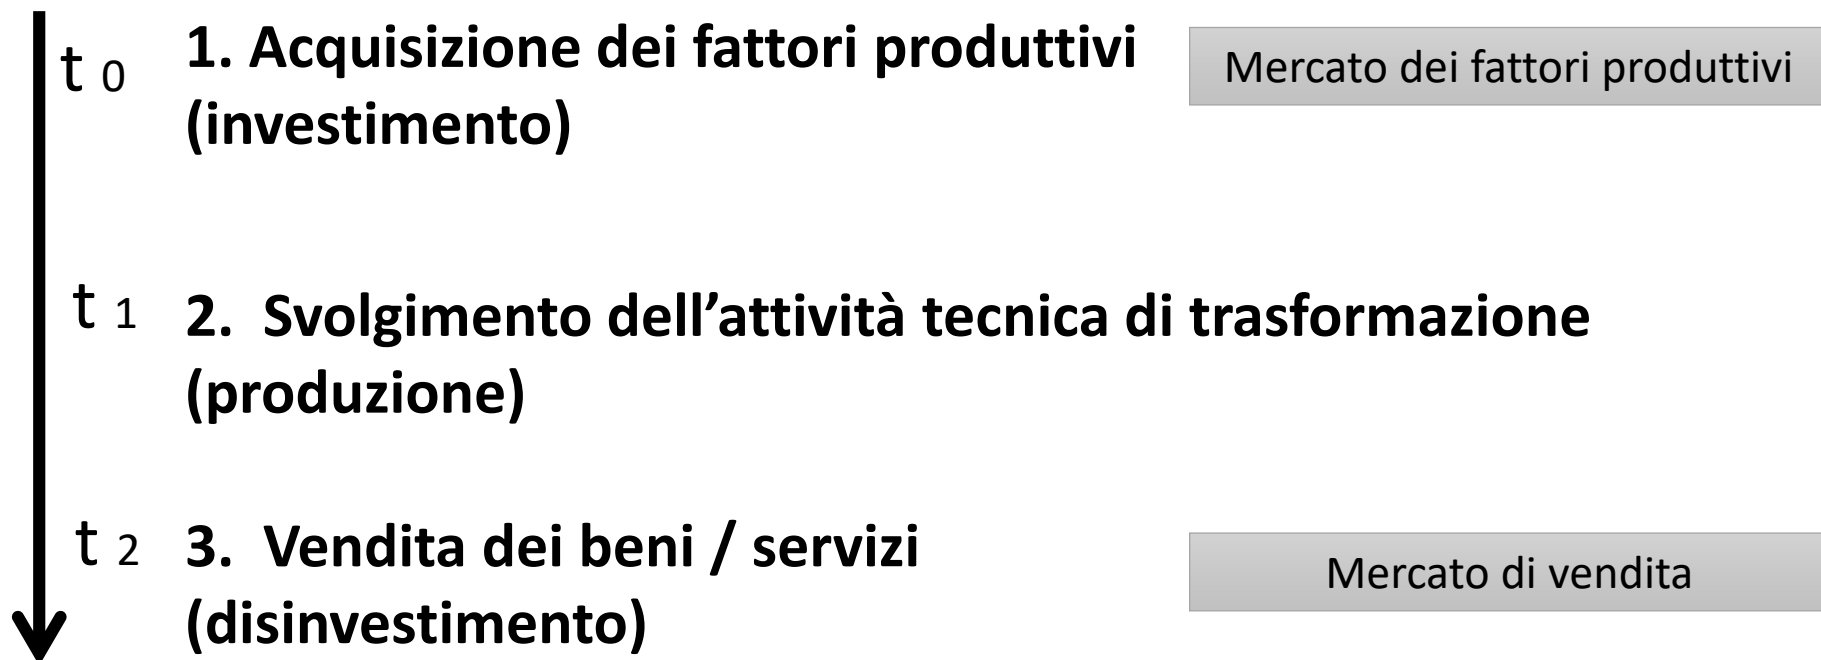 t 0
1. Acquisizione dei fattori produttivi
(investimento)
Mercato dei fattori produttivi
t 1
2. Svolgimento dell’attività tecnica di trasformazione
(produzione)
t 2
3. Vendita dei beni / servizi
(disinvestimento)
Mercato di vendita